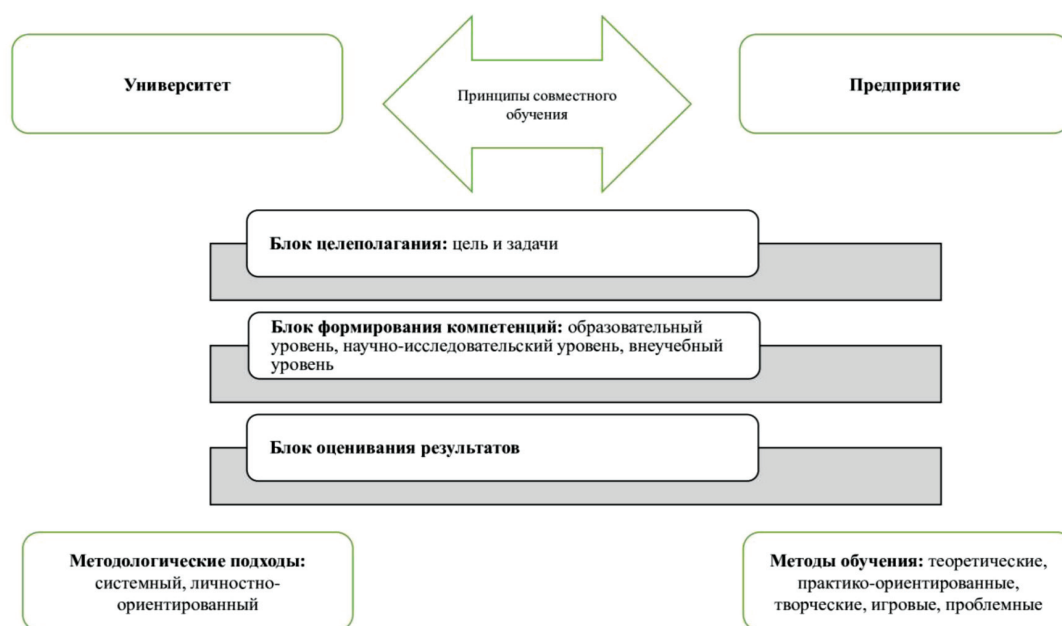 Университет
Принципы совместного
обучения
Предприятие
Блок целеполагания: цель и задачи
Блок формирования компетенций: образовательный
уровень, научно-исследовательский уровень, внеучебный
уровень
Блок оценивания результатов
Методологические подходы:
системный, личностно-
ориентированный
Методы обучения: теоретические,
практико-ориентированные,
творческие, игровые, проблемные